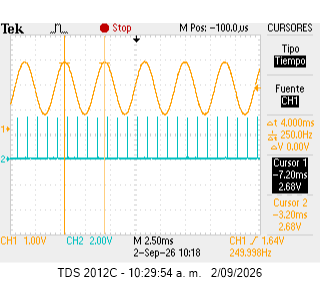 Tek Stop M Pos: -100.0µs CURSORES
Tipo
Tiempo
Fuente
CH1
Δt 4.000ms
1/Δt 250.0Hz
ΔV 0.00V
Cursor 1
-7.20ms
2.68V
Cursor 2
-3.20ms
2.68V
1
2
CH1 1.00V CH2 2.00V M 2.50ms CH1 / 1.64V
2-Sep-26 10:18 249.998Hz
TDS 2012C - 10:29:54 a. m. 2/09/2026